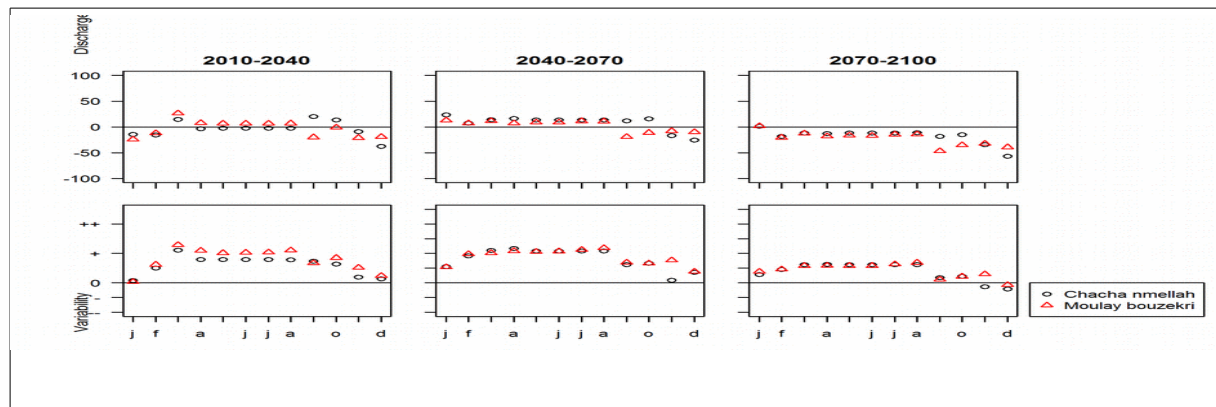 Discharge
2010-2040
2040-2070
2070-2100
100
50
0
-50
-100
++
+
0
-
--
Variability
j f a j j a o d
j f a j j a o d
j f a j j a o d
Chacha nmellah
Moulay bouzekri